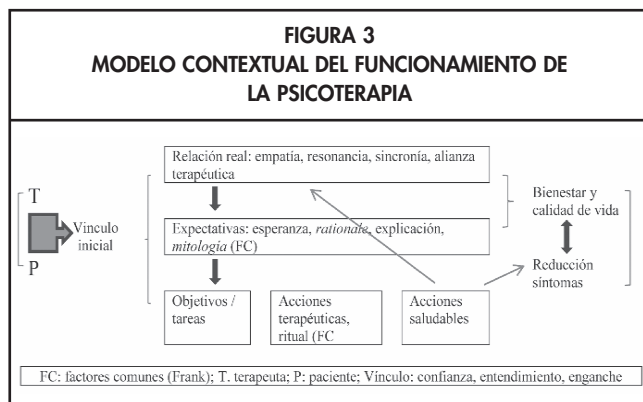 FIGURA 3
MODELO CONTEXTUAL DEL FUNCIONAMIENTO DE
LA PSICOTERAPIA
Relación real: empatía, resonancia, sincronía, alianza
terapéutica
T
P
Vinculo
inicial
Expectativas: esperanza, rationale, explicación,
mitología (FC)
Objetivos /
tareas
Acciones
terapéuticas,
ritual (FC
Acciones
saludables
Bienestar y
calidad de vida
Reducción
síntomas
FC: factores comunes (Frank); T. terapeuta; P: paciente; Vínculo: confianza, entendimiento, enganche